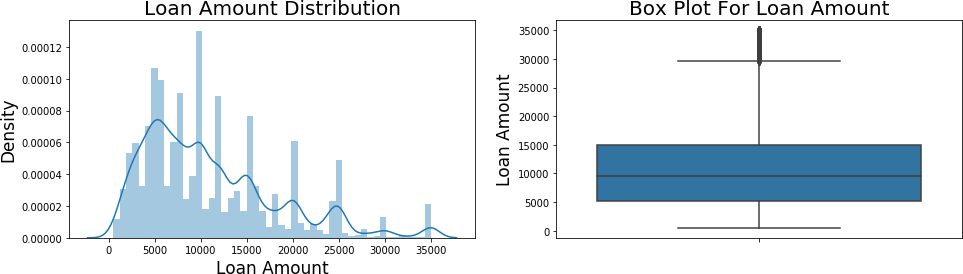 Loan Amount Distribution
Density
0.00012
0.00010
0.00008
0.00006
0.00004
0.00002
0.00000
0 5000 10000 15000 20000 25000 30000 35000
Loan Amount
Box Plot For Loan Amount
Loan Amount
35000
30000
25000
20000
15000
10000
5000
0